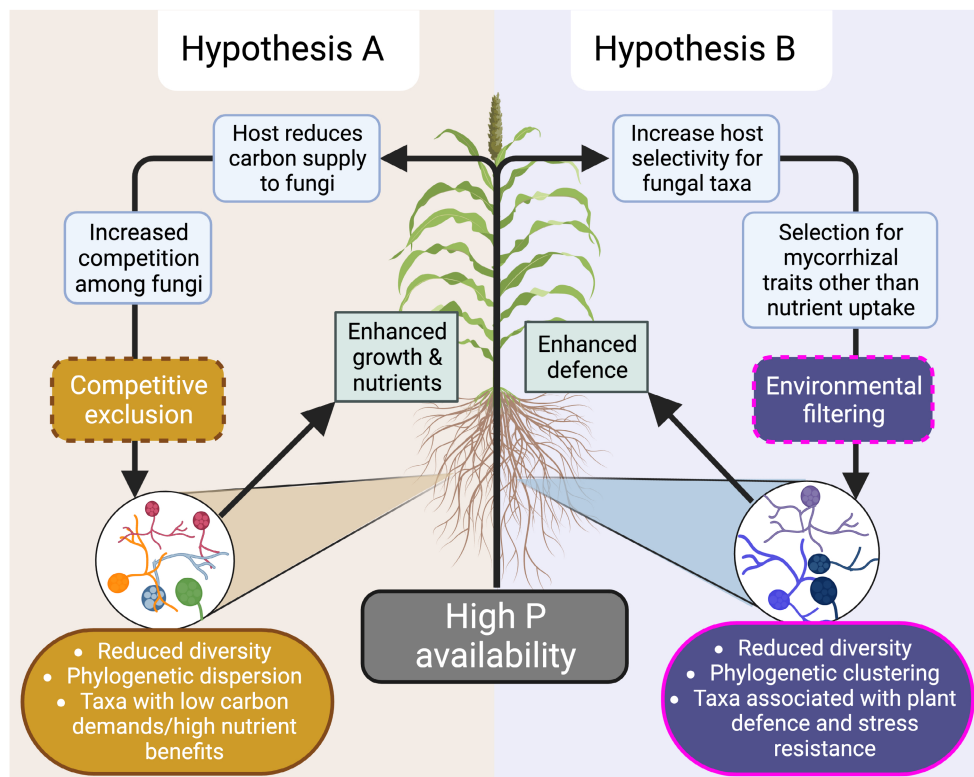 Hypothesis A
Host reduces
carbon supply
to fungi
Increased
competition
among fungi
Competitive
exclusion
Enhanced
growth &
nutrients
• Reduced diversity
• Phylogenetic dispersion
• Taxa with low carbon
demands/high nutrient
benefits
High P
availability
Hypothesis B
Increase host
selectivity for
fungal taxa
Selection for
mycorrhizal
traits other than
nutrient uptake
Environmental
filtering
Enhanced
defence
• Reduced diversity
• Phylogenetic clustering
• Taxa associated with plant
defence and stress
resistance